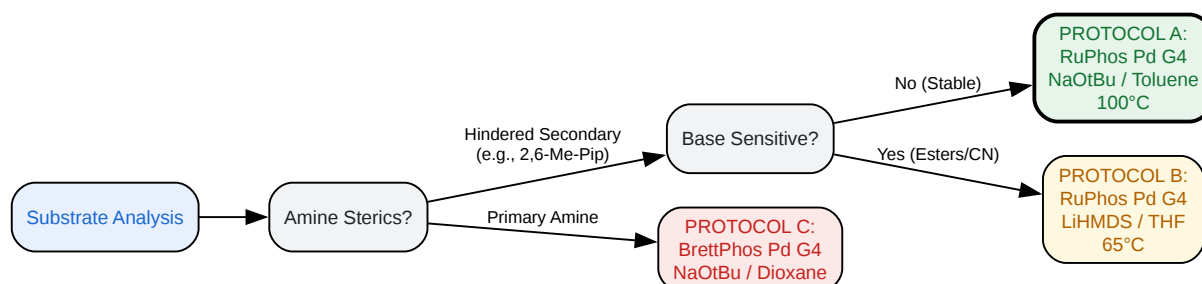 Substrate Analysis
Amine Sterics?
Hindered Secondary
(e.g., 2,6-Me-Pip)
Primary Amine
Base Sensitive?
No (Stable)
Yes (Esters/CN)
PROTOCOL A:
RuPhos Pd G4
NaOtBu / Toluene
100°C
PROTOCOL B:
RuPhos Pd G4
LiHMDS / THF
65°C
PROTOCOL C:
BrettPhos Pd G4
NaOtBu / Dioxane